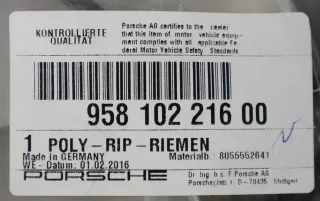 KONTROLLIERTE
QUALITÄT
Porsche AG certifies to the dealer
that this item of motor vehicle equip-
ment complies with all applicable Fe
deral Motor Vehicle Safety Standards
958 102 216 00
1 POLY-RIP-RIEMEN
Made in GERMANY
Materialb.: 8055552641
WE-Datum: 01.02.2016
PORSCHE
Dr Ing. h c. F Porsche AG
Porscheplatz 1 D-70435 Stuttgart